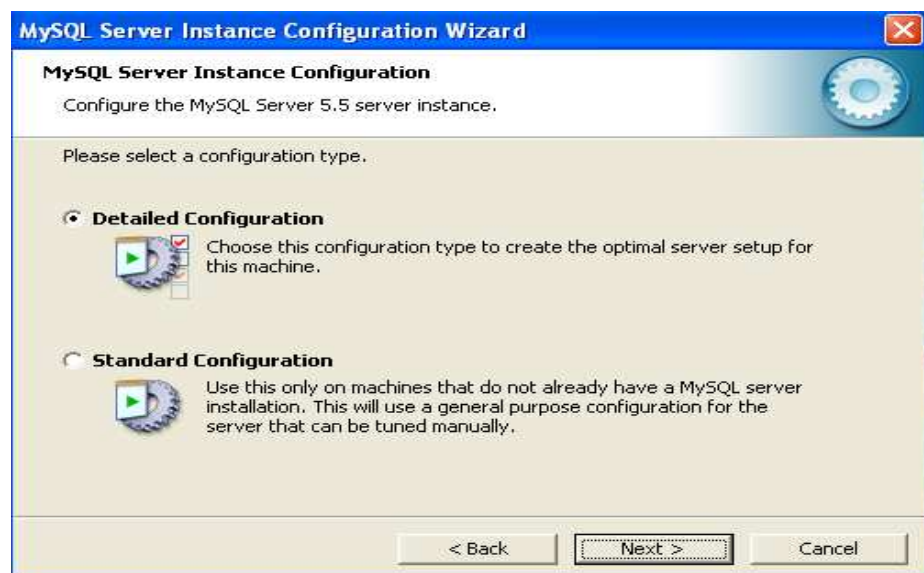 MySQL Server Instance Configuration Wizard
MySQL Server Instance Configuration
Configure the MySQL Server 5.5 server instance.
Please select a configuration type.
Detailed Configuration
Choose this configuration type to create the optimal server setup for
this machine.
Standard Configuration
Use this only on machines that do not already have a MySQL server
installation. This will use a general purpose configuration for the
server that can be tuned manually.
< Back Next > Cancel